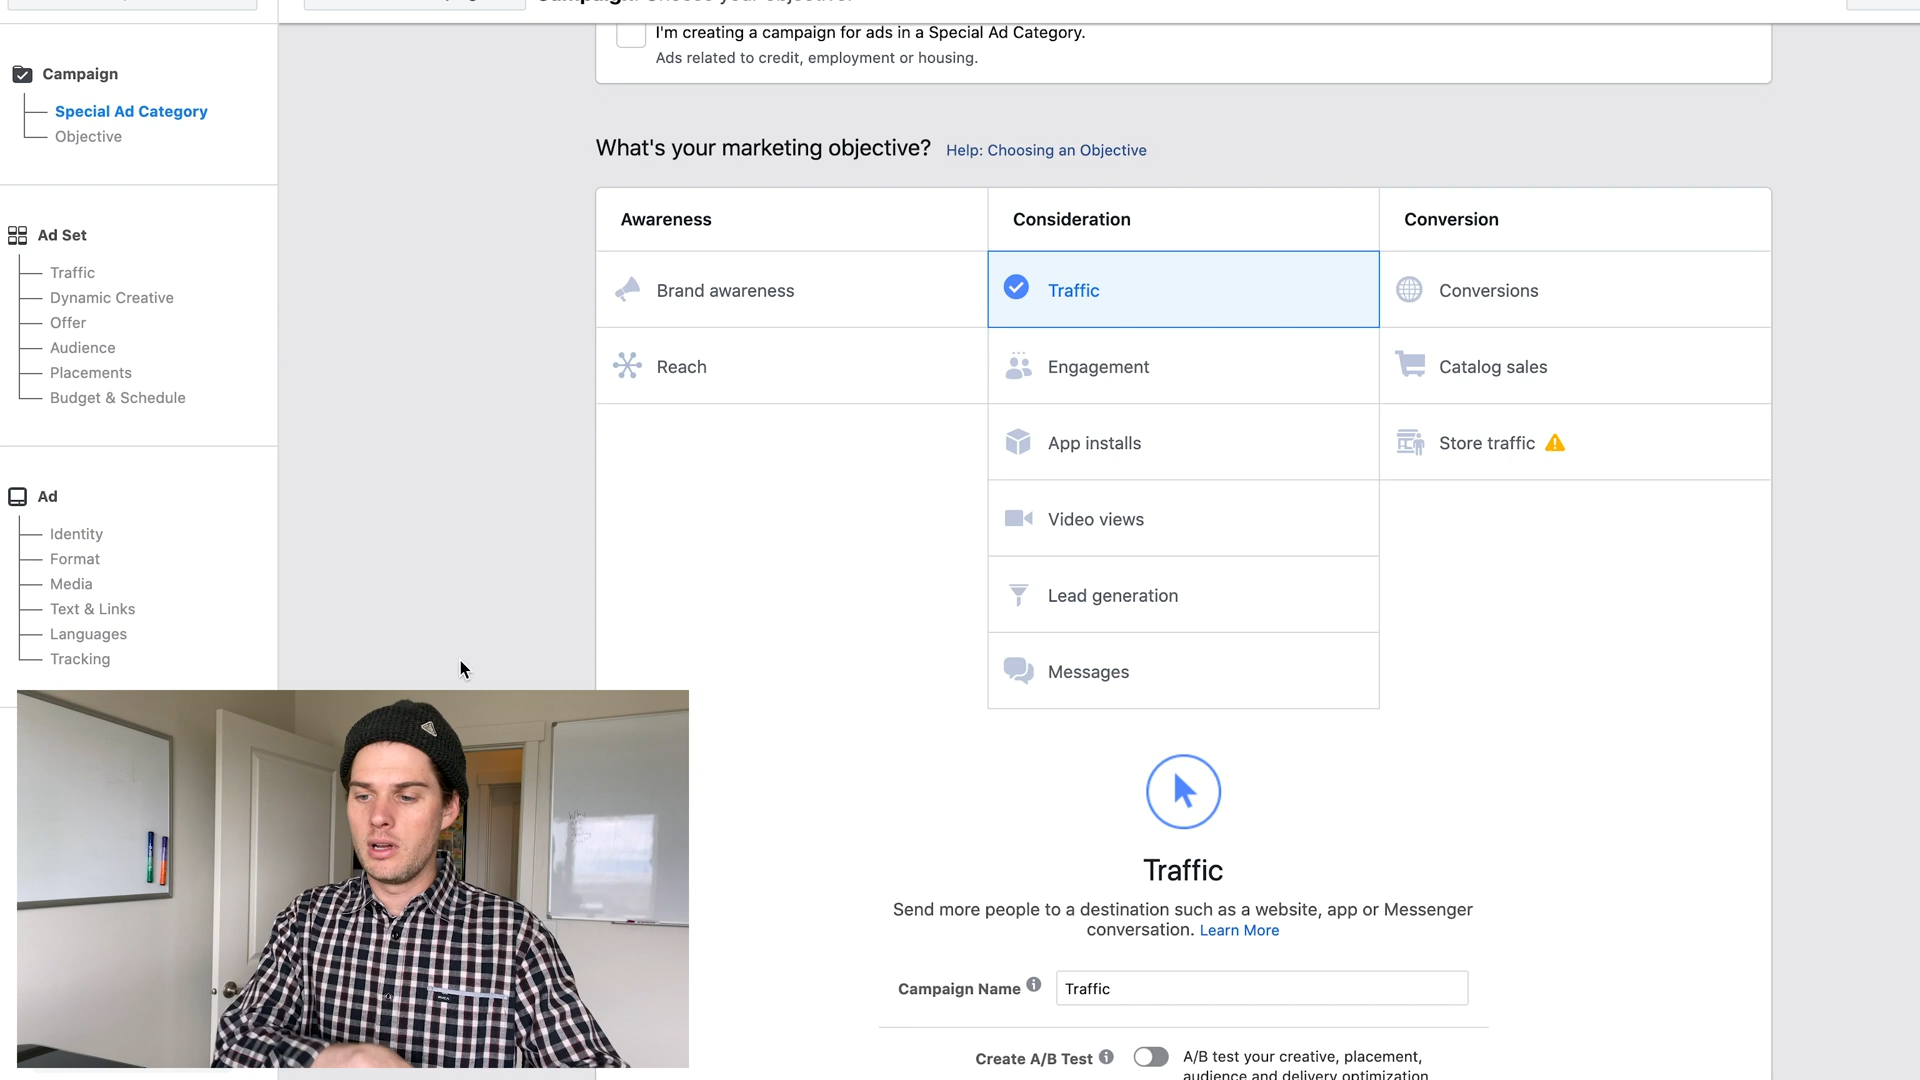 I'm creating a campaign for ads in a Special Ad Category.
Ads related to credit, employment or housing.
Campaign
Special Ad Category
Objective
Ad Set
Traffic
Dynamic Creative
Offer
Audience
Placements
Budget & Schedule
Ad
Identity
Format
Media
Text & Links
Languages
Tracking
What's your marketing objective? Help: Choosing an Objective
Awareness
Consideration
Conversion
Brand awareness
Traffic
Conversions
Reach
Engagement
Catalog sales
App installs
Store traffic
Video views
Lead generation
Messages
Traffic
Send more people to a destination such as a website, app or Messenger
conversation. Learn More
Campaign Name
Traffic
Create A/B Test
A/B test your creative, placement,
audience and delivery optimization